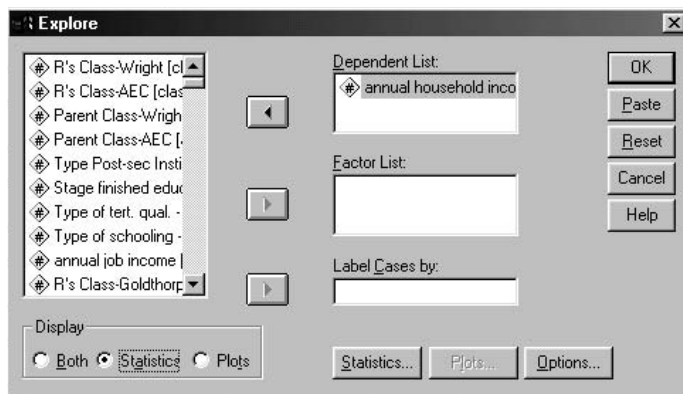 Explore
R's Class-Wright [cl
R's Class-AEC [clas
Parent Class-Wrigh
Parent Class-AEC [
Type Post-sec Insti
Stage finished educ
Type of tert. qual. -
Type of schooling -
annual job income [
R's Class-Goldthorp
Display
Both Statistics Plots
Dependent List:
annual household inco
Factor List:
Label Cases by:
Statistics... Plots... Options...
OK
Paste
Reset
Cancel
Help